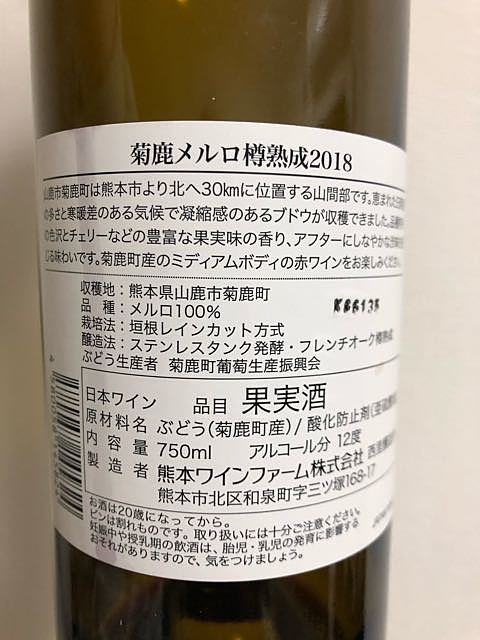 菊鹿メルロ樽熟成2018
山鹿市菊鹿町は熊本市より北へ30kmに位置する山間部です。恵まれた
の多さと寒暖差のある気候で凝縮感のあるブドウが収穫できました。
の色沢とチェリーなどの豊富な果実味の香り、アフターにしなやかな
じる味わいです。菊鹿町産のミディアムボディの赤ワインをお楽しみくださ
収穫地：熊本県山鹿市菊鹿町
品　種：メルロ100%
栽培法：垣根レインカット方式
醸造法：ステンレスタンク発酵・フレンチオーク樽熟成
ぶどう生産者　菊鹿町葡萄生産振興会
日本ワイン　品目　果実酒
原材料名　ぶどう（菊鹿町産）/ 酸化防止剤
内 容 量　750ml　アルコール分　12度
製 造 者　熊本ワインファーム株式会社
熊本市北区和泉町字三ツ塚168-17
お酒は20歳になってから。
ビンは割れものです。取り扱いには十分ご注意ください。
妊娠中や授乳期の飲酒は、胎児・乳児の発育に影響する
おそれがありますので、気をつけましょう。